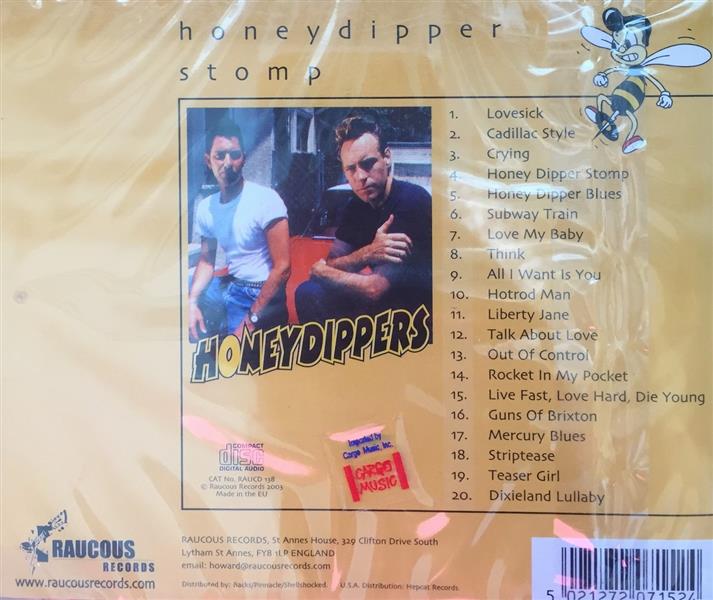 honeydipper
stomp
1. Lovesick
2. Cadillac Style
3. Crying
4. Honey Dipper Stomp
5. Honey Dipper Blues
6. Subway Train
7. Love My Baby
8. Think
9. All I Want Is You
10. Hotrod Man
11. Liberty Jane
12. Talk About Love
13. Out Of Control
14. Rocket In My Pocket
15. Live Fast, Love Hard, Die Young
16. Guns Of Brixton
17. Mercury Blues
18. Striptease
19. Teaser Girl
20. Dixieland Lullaby
HONEYDIPPERS
COMPACT
disc
DIGITAL AUDIO
CAT No. RAUCD 138
© Raucous Records 2003
Made in the EU
Imported by
Cargo Music, Inc.
CARGO
MUSIC
RAUCOUS
RECORDS
www.raucousrecords.com
RAUCOUS RECORDS, St Annes House, 329 Clifton Drive South
Lytham St Annes, FY8 1LP ENGLAND
email: howard@raucousrecords.com
Distributed by: Backs/Pinnacle/Shellshocked. U.S.A. Distribution: Hepcat Records.
5 021272 071524